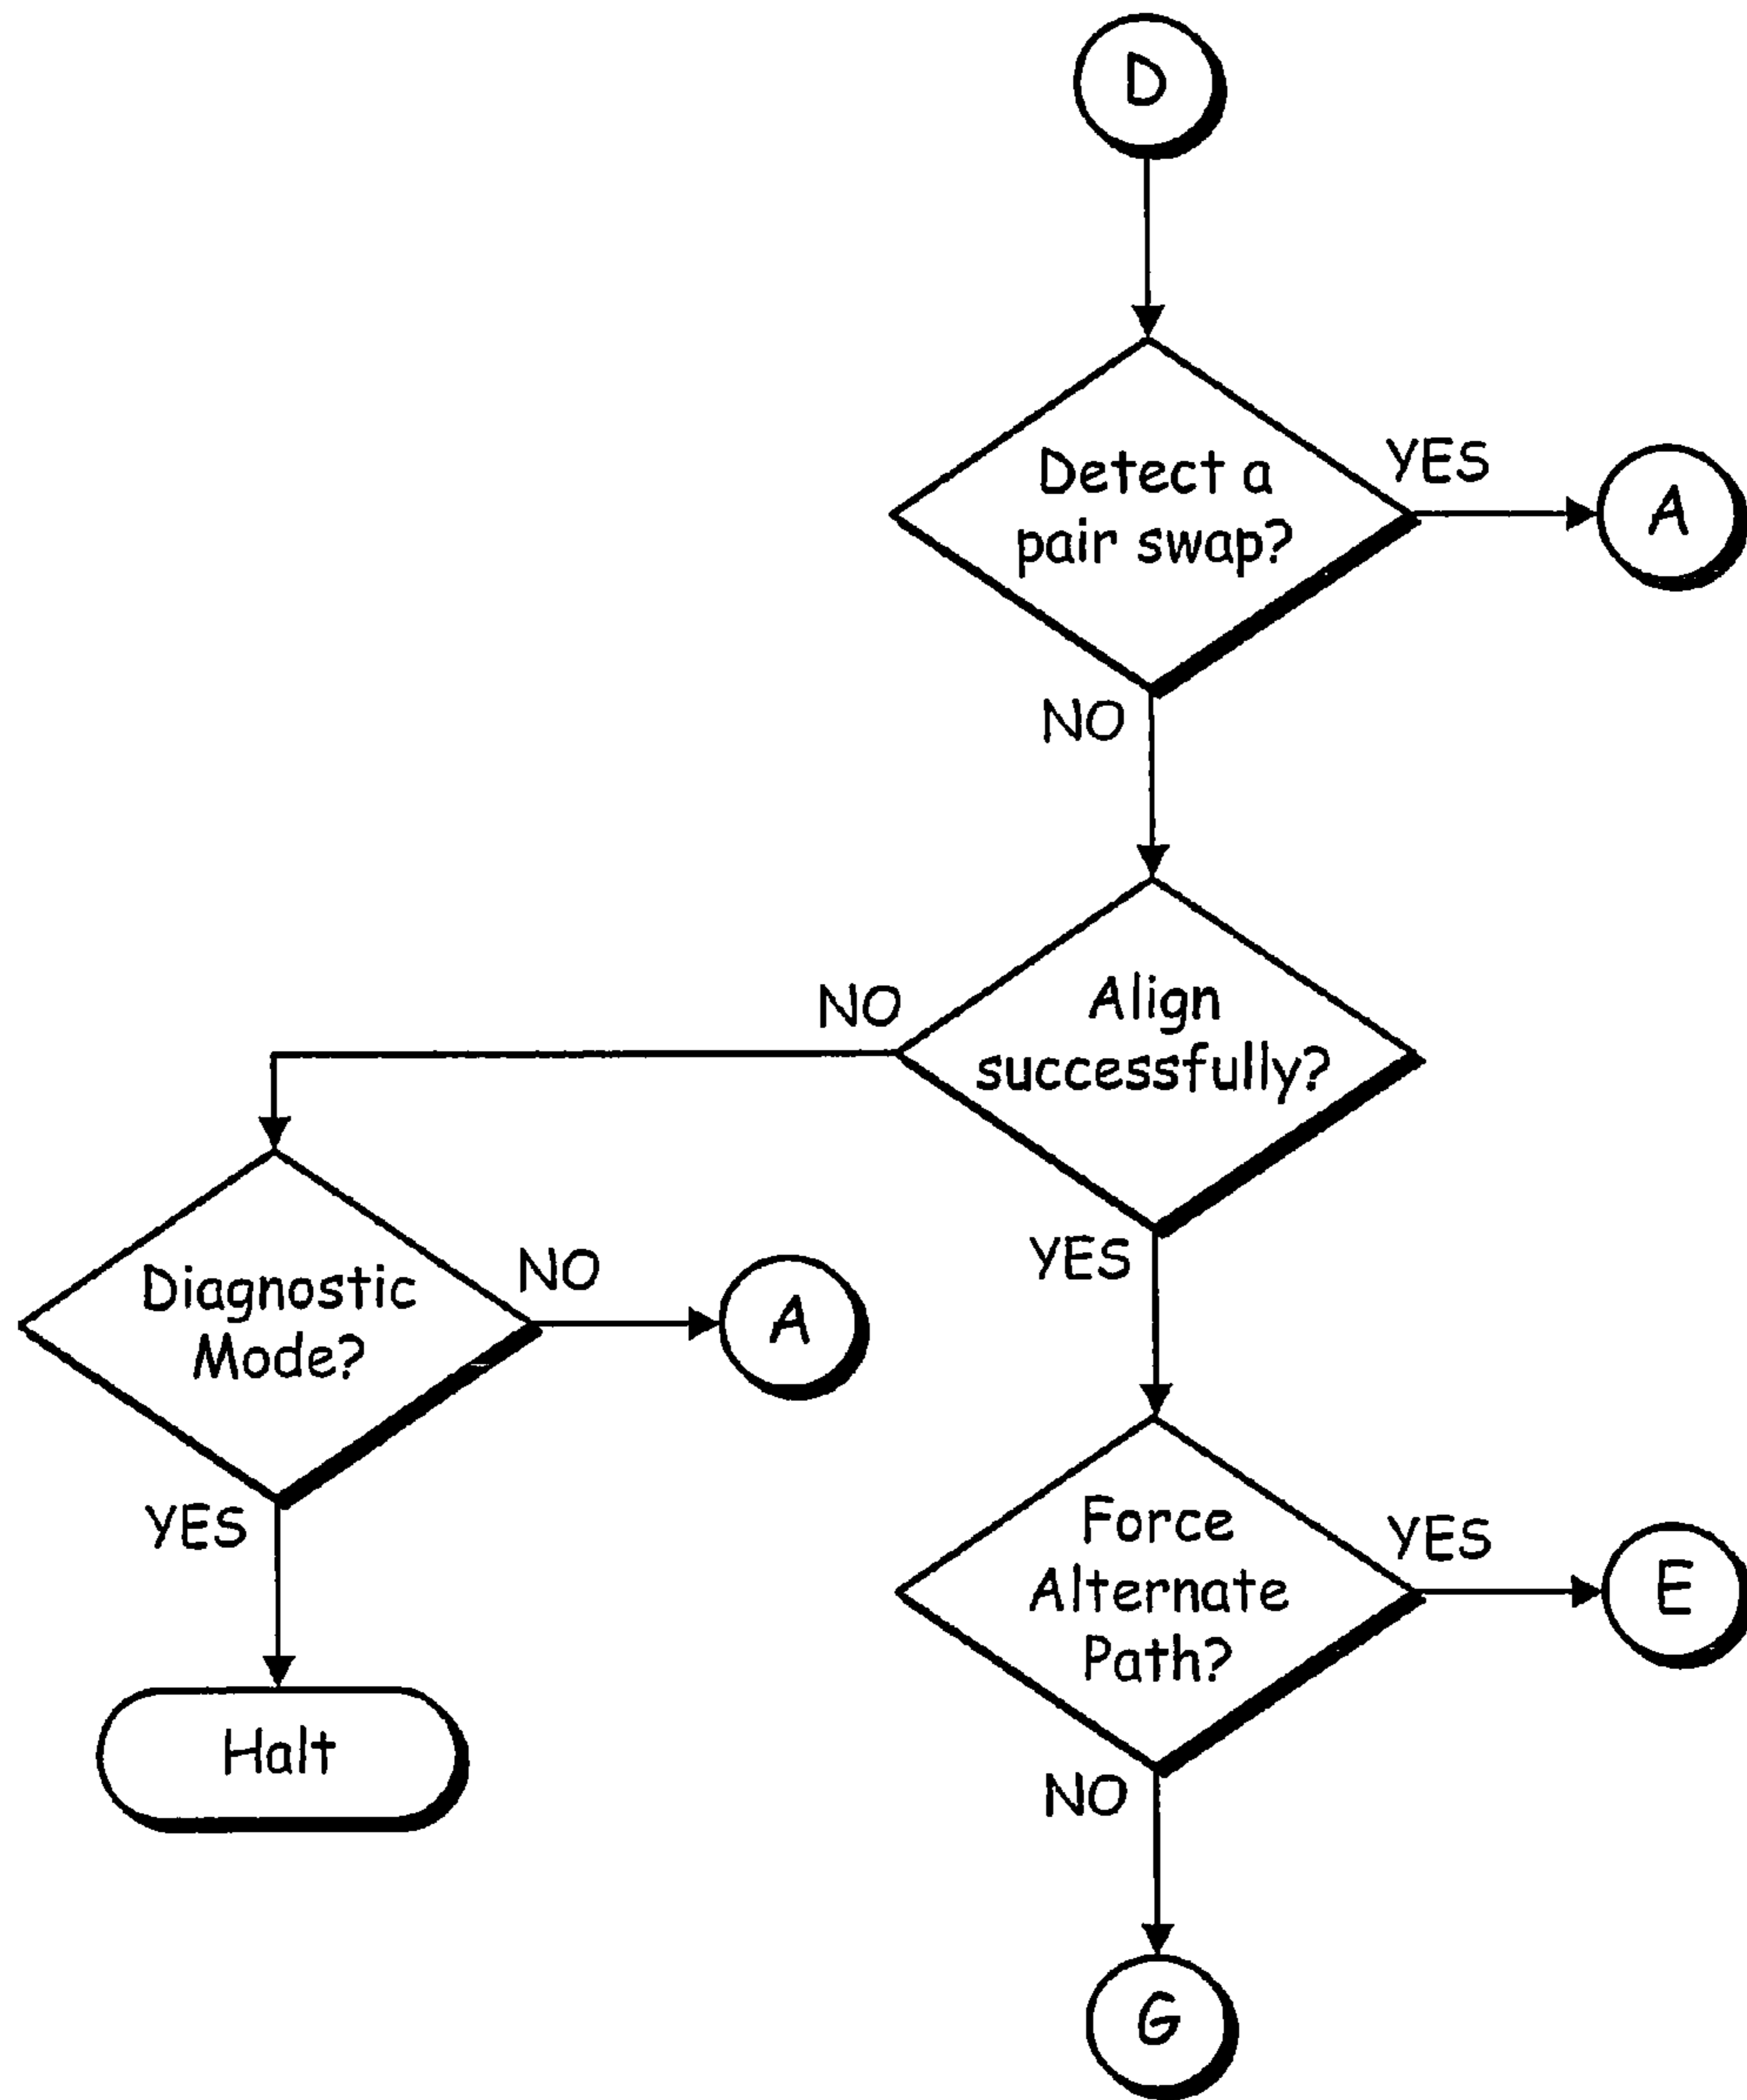 D
Detect a
pair swap?
YES
A
NO
Align
successfully?
NO
YES
Diagnostic
Mode?
NO
A
YES
Halt
Force
Alternate
Path?
YES
E
NO
G